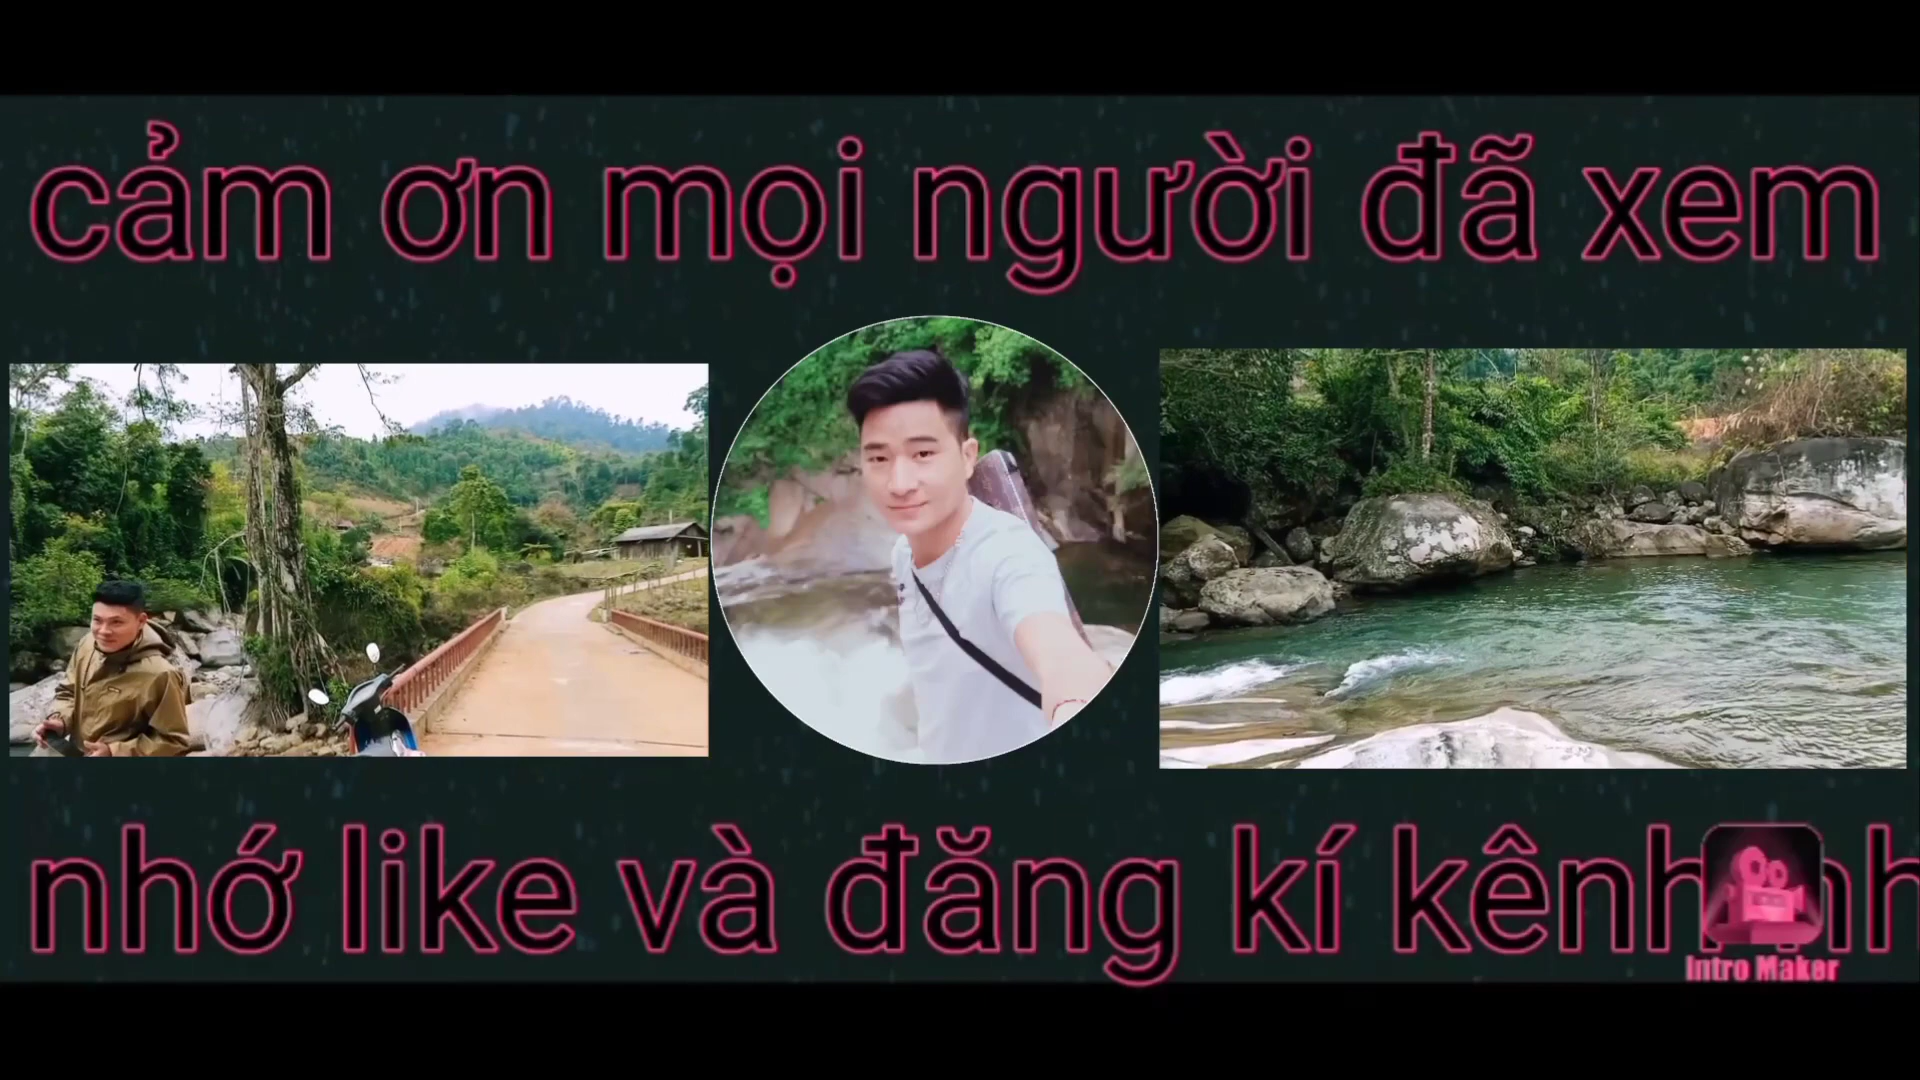 cảm ơn mọi người đã xem
nhớ like và đăng kí kênh
Intro Maker